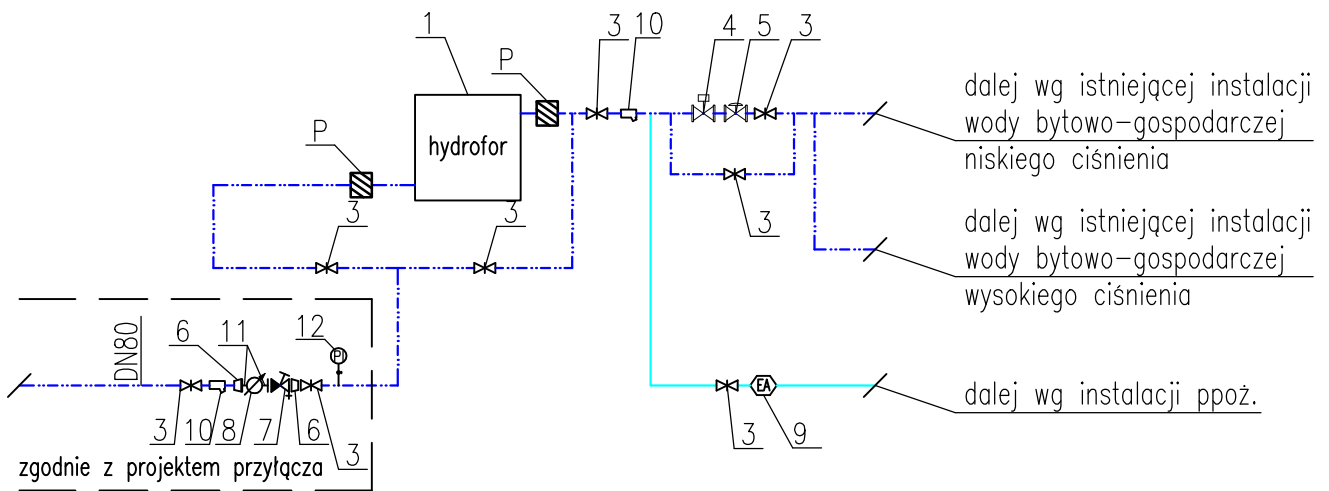 1
P
3
10
4
5
3
hydrofor
P
3
3
3
dalej wg istniejącej instalacji
wody bytowo-gospodarczej
niskiego ciśnienia
dalej wg istniejącej instalacji
wody bytowo-gospodarczej
wysokiego ciśnienia
DN80
6
11
12
PI
3
10
8
7
6
3
zgodnie z projektem przyłącza
EA
3
9
dalej wg instalacji ppoż.